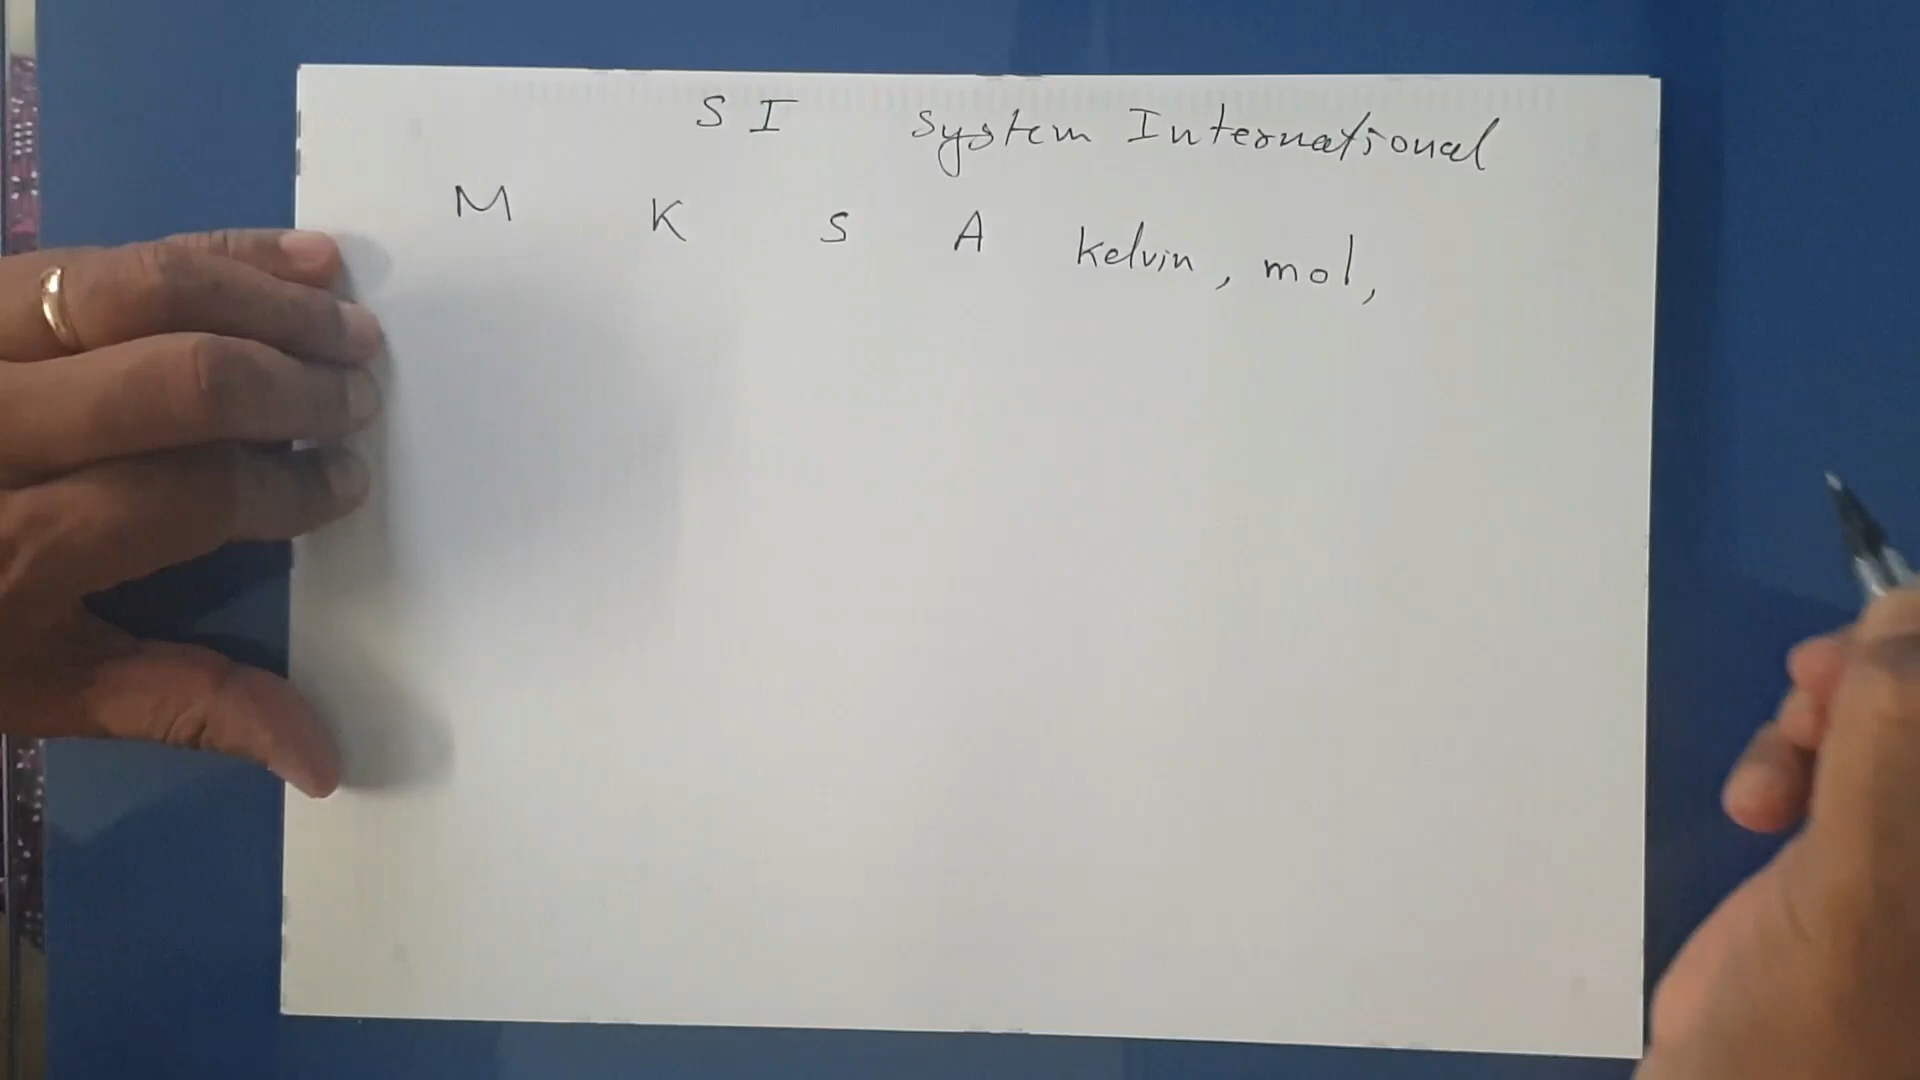 S I System International
M K S A Kelvin, mol,